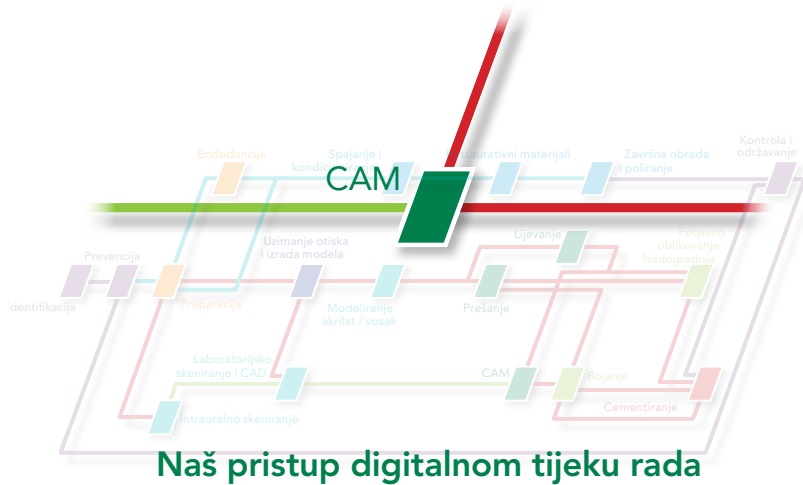 Kontrola i
održavanje
Endodoncija
Spajanje i
Restaurativni materijali
Završna obrada
i poliranje
CAM
Prevencija
Uzimanje otiska
i izrada modela
Lijevanje
Potpuno
oblikovanje
Nadogradnja
dentifikacija
Preparacija
Modeliranje
akrilat / vosak
Prešanje
Laboratorijsko
skeniranje i CAD
CAM
Bojanje
Cementiranje
Intraoralno skeniranje
Naš pristup digitalnom tijeku rada